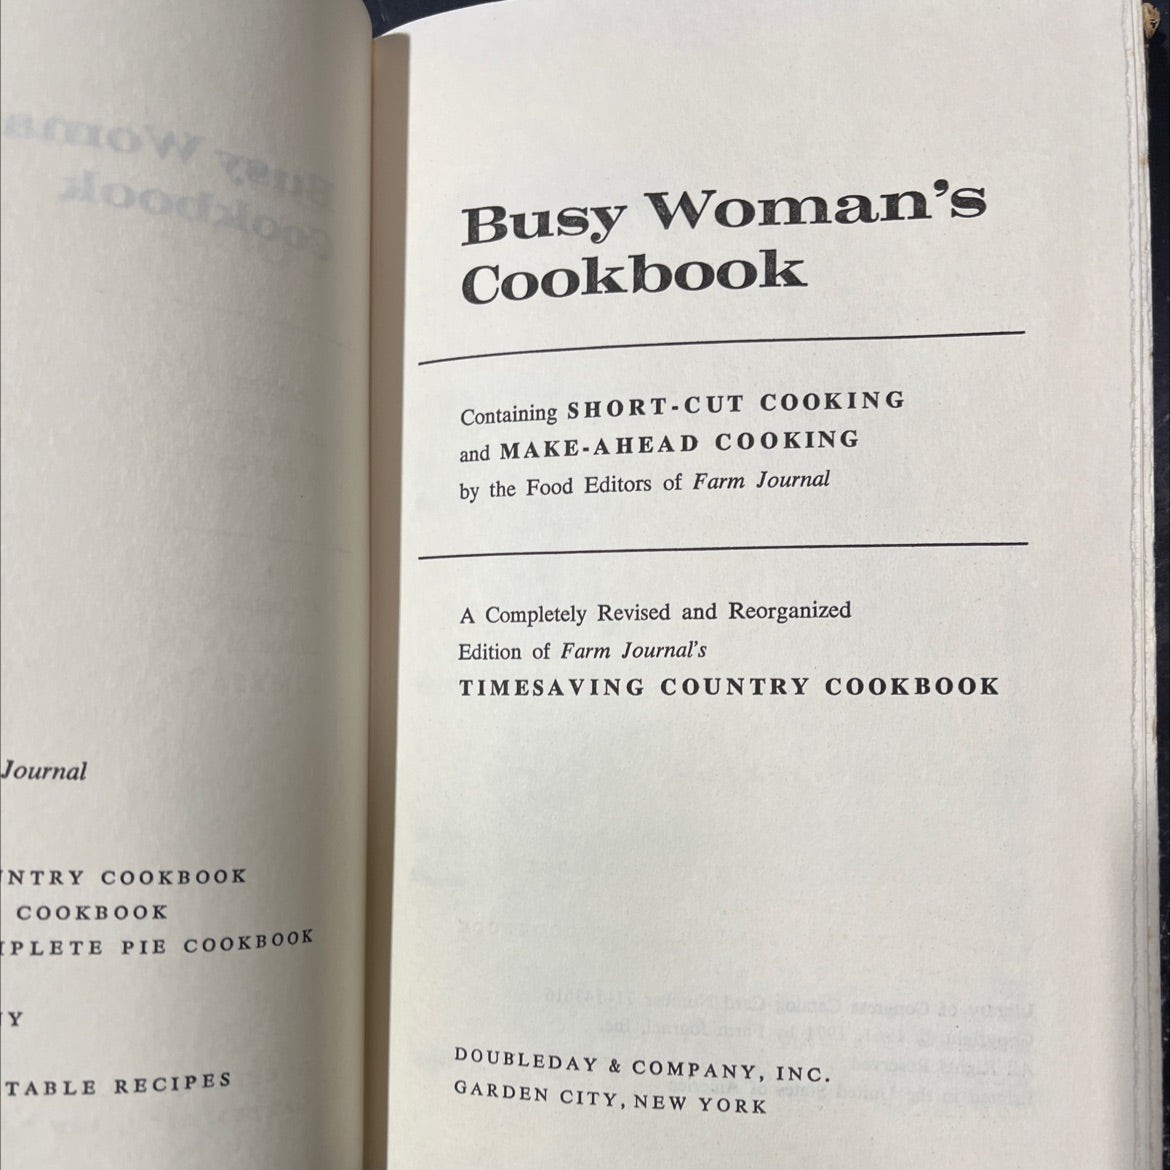 Journal
COOKBOOK
COOKBOOK
PIE COOKBOOK
TABLE RECIPES
Busy Woman's
Cookbook
Containing SHORT-CUT COOKING
and MAKE-AHEAD COOKING
by the Food Editors of Farm Journal
A Completely Revised and Reorganized
Edition of Farm Journal's
TIMESAVING COUNTRY COOKBOOK
DOUBLEDAY & COMPANY, INC.
GARDEN CITY, NEW YORK